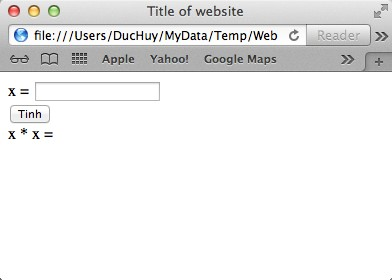 Title of website
file:///Users/DucHuy/MyData/Temp/Web
Reader
Apple Yahoo! Google Maps
x =
Tinh
x * x =